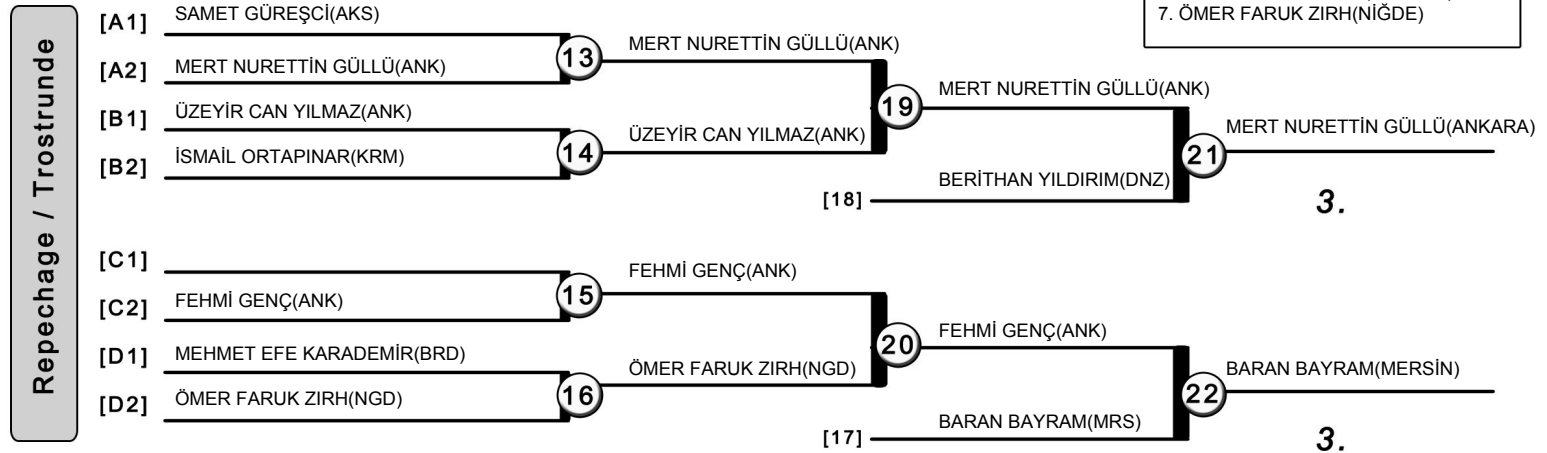 7. ÖMER FARUK ZIRH(NİĞDE)
Repechage / Trostrunde
[A1] SAMET GÜREŞCİ(AKS)
[A2] MERT NURETTİN GÜLLÜ(ANK)
13
MERT NURETTİN GÜLLÜ(ANK)
[B1] ÜZEYİR CAN YILMAZ(ANK)
[B2] İSMAİL ORTAPINAR(KRM)
14
ÜZEYİR CAN YILMAZ(ANK)
19
MERT NURETTİN GÜLLÜ(ANK)
[18] BERİTHAN YILDIRIM(DNZ)
21
MERT NURETTİN GÜLLÜ(ANKARA)
3.
[C1]
[C2] FEHMİ GENÇ(ANK)
15
FEHMİ GENÇ(ANK)
[D1] MEHMET EFE KARADEMİR(BRD)
[D2] ÖMER FARUK ZIRH(NGD)
16
ÖMER FARUK ZIRH(NGD)
20
FEHMİ GENÇ(ANK)
[17] BARAN BAYRAM(MRS)
22
BARAN BAYRAM(MERSİN)
3.